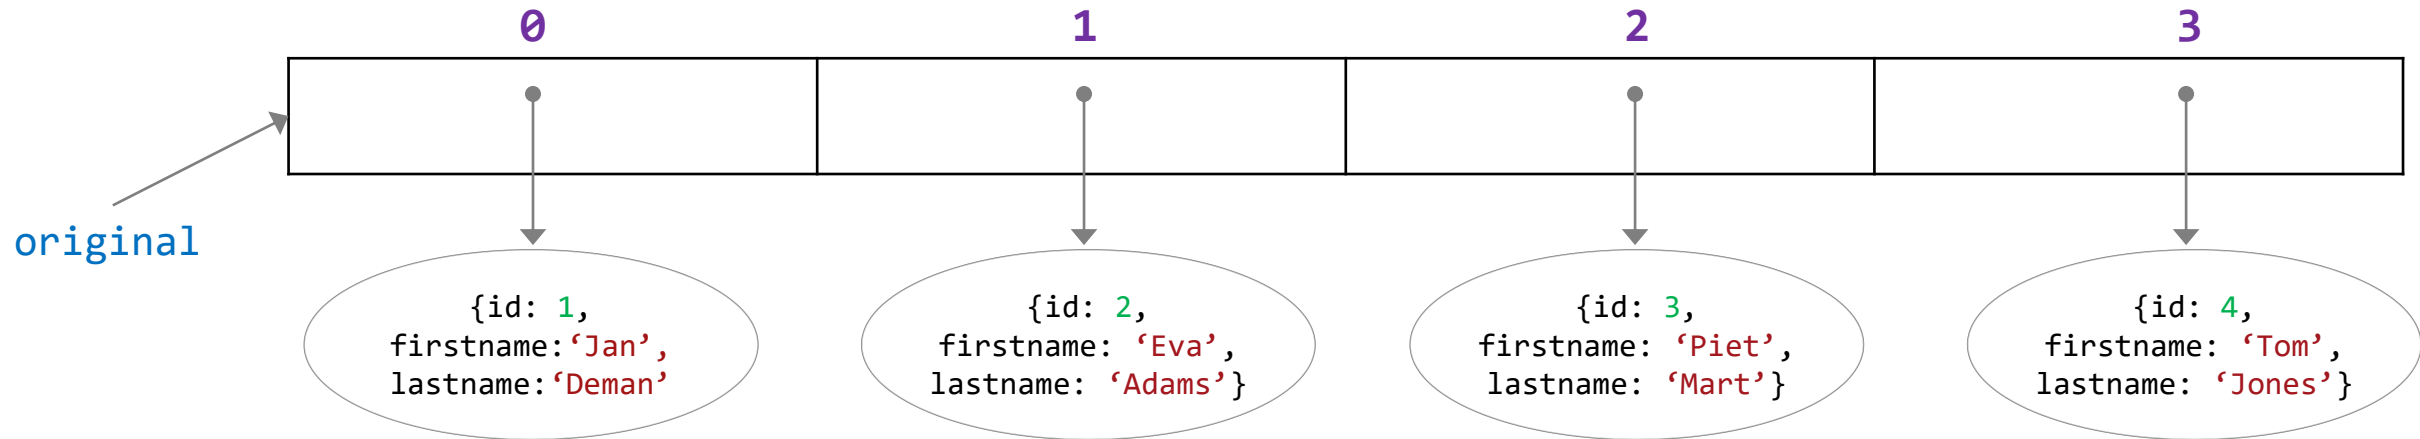 0 1 2 3
original
{id: 1,
firstname:‘Jan’,
lastname:‘Deman’
{id: 2,
firstname: ‘Eva’,
lastname: ‘Adams’}
{id: 3,
firstname: ‘Piet’,
lastname: ‘Mart’}
{id: 4,
firstname: ‘Tom’,
lastname: ‘Jones’}